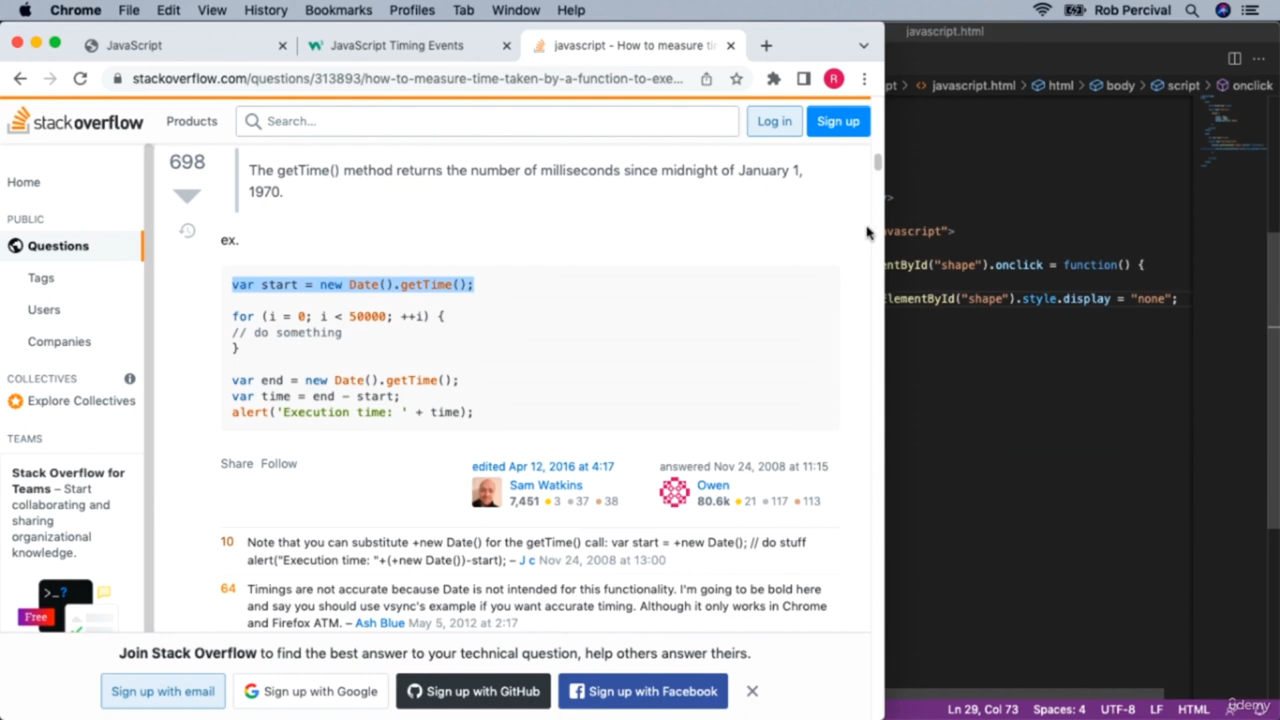 Chrome File Edit View History Bookmarks Profiles Tab Window Help Rob Percival
JavaScript
JavaScript Timing Events
javascript - How to measure ti
stackoverflow.com/questions/313893/how-to-measure-time-taken-by-a-function-to-exe...
R
stackoverflow
Products
Search...
Log in
Sign up
Home
PUBLIC
Questions
Tags
Users
Companies
COLLECTIVES
Explore Collectives
TEAMS
Stack Overflow for
Teams – Start
collaborating and
sharing
organizational
knowledge.
>_?
Free
698
The getTime() method returns the number of milliseconds since midnight of January 1,
1970.
ex.
var start = new Date().getTime();
for (i = 0; i < 50000; ++i) {
// do something
}
var end = new Date().getTime();
var time = end - start;
alert('Execution time: ' + time);
Share Follow
edited Apr 12, 2016 at 4:17
Sam Watkins
7,451 3 37 38
answered Nov 24, 2008 at 11:15
Owen
80.6k 21 117 113
10 Note that you can substitute +new Date() for the getTime() call: var start = +new Date(); // do stuff
alert("Execution time: "+(+new Date())-start); – J c Nov 24, 2008 at 13:00
64 Timings are not accurate because Date is not intended for this functionality. I'm going to be bold here
and say you should use vsync's example if you want accurate timing. Although it only works in Chrome
and Firefox ATM. – Ash Blue May 5, 2012 at 2:17
Join Stack Overflow to find the best answer to your technical question, help others answer theirs.
Sign up with email
Sign up with Google
Sign up with GitHub
Sign up with Facebook
javascript.html
pt > javascript.html > html > body > script > onclick
/>
avascript">
entById("shape").onclick = function() {
ElementById("shape").style.display = "none";
Ln 29, Col 73 Spaces: 4 UTF-8 LF HTML
ûdemy